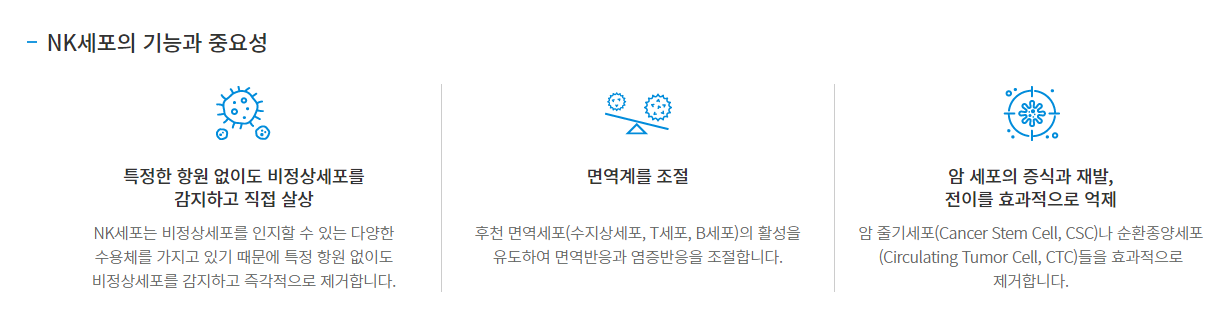 NK세포의 기능과 중요성
특정한 항원 없이도 비정상세포를
감지하고 직접 살상
NK세포는 비정상세포를 인지할 수 있는 다양한
수용체를 가지고 있기 때문에 특정 항원 없이도
비정상세포를 감지하고 즉각적으로 제거합니다.
면역계를 조절
후천 면역세포(수지상세포, T세포, B세포)의 활성을
유도하여 면역반응과 염증반응을 조절합니다.
암 세포의 증식과 재발,
전이를 효과적으로 억제
암 줄기세포(Cancer Stem Cell, CSC)나 순환종양세포
(Circulating Tumor Cell, CTC)들을 효과적으로
제거합니다.